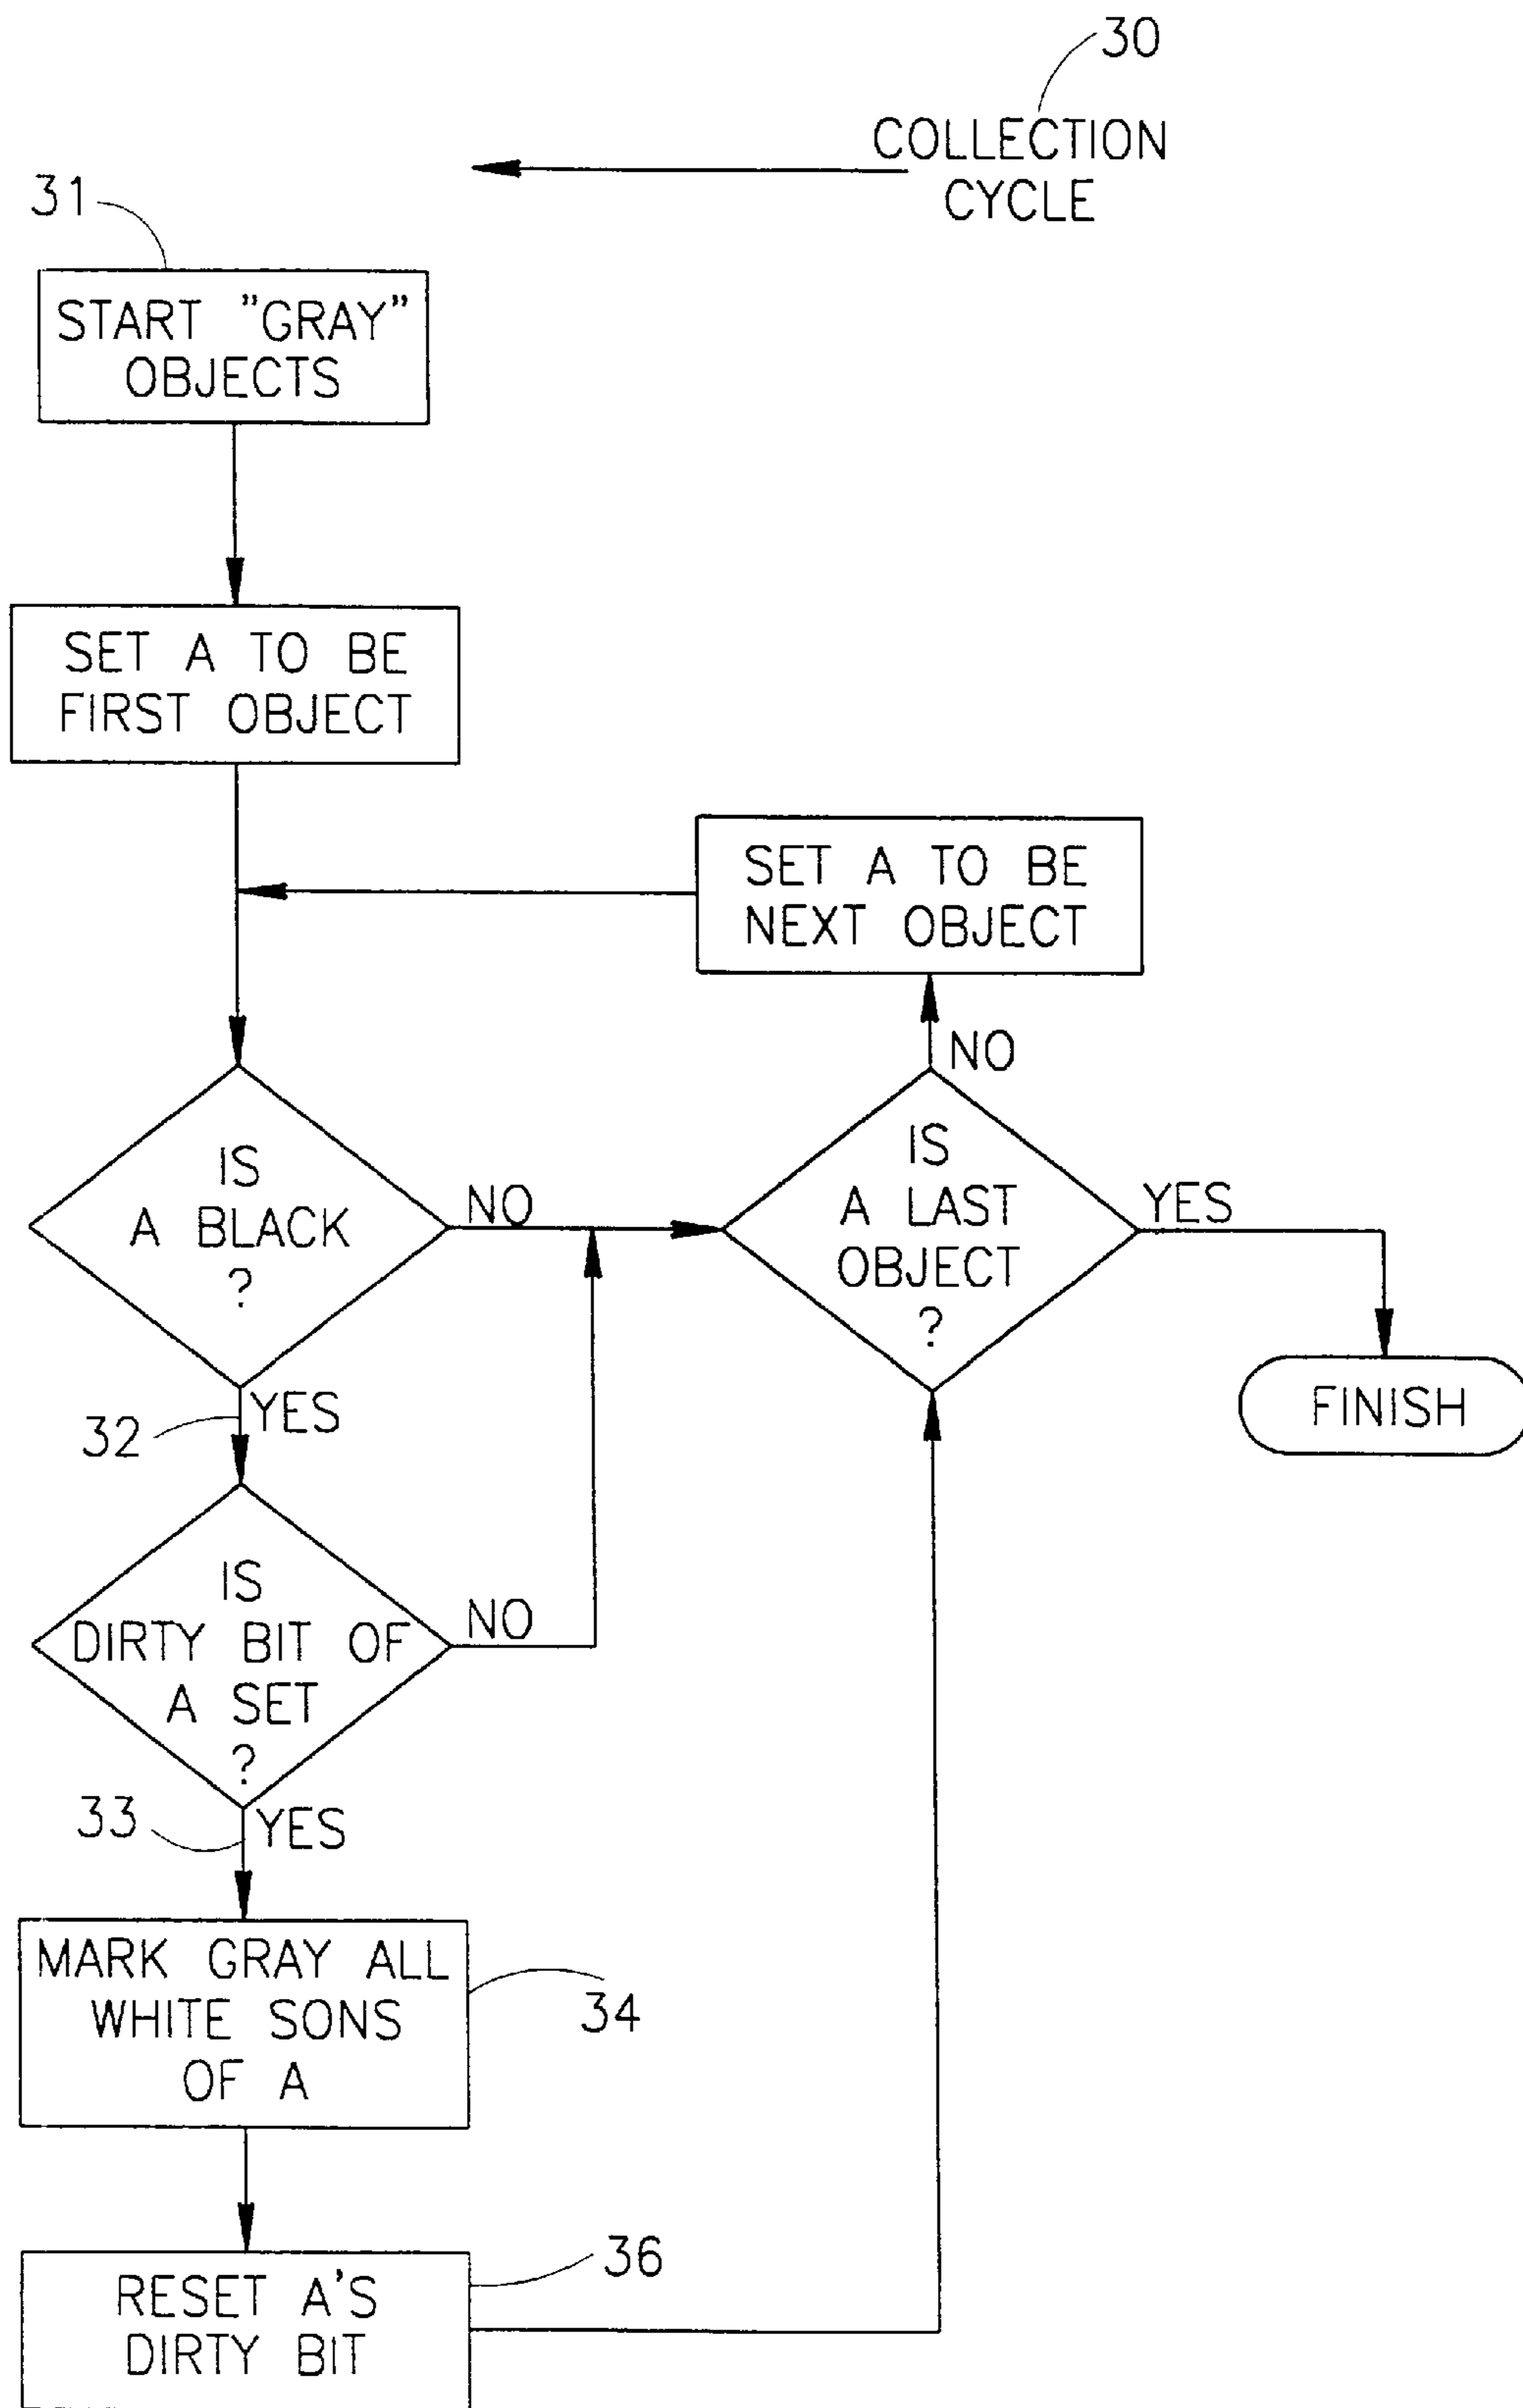 30
COLLECTION
CYCLE
31
START "GRAY"
OBJECTS
SET A TO BE
FIRST OBJECT
SET A TO BE
NEXT OBJECT
NO
IS
A BLACK
?
NO
IS
A LAST
OBJECT
?
YES
FINISH
32
YES
IS
DIRTY BIT OF
A SET
?
NO
33
YES
MARK GRAY ALL
WHITE SONS
OF A
34
RESET A'S
DIRTY BIT
36